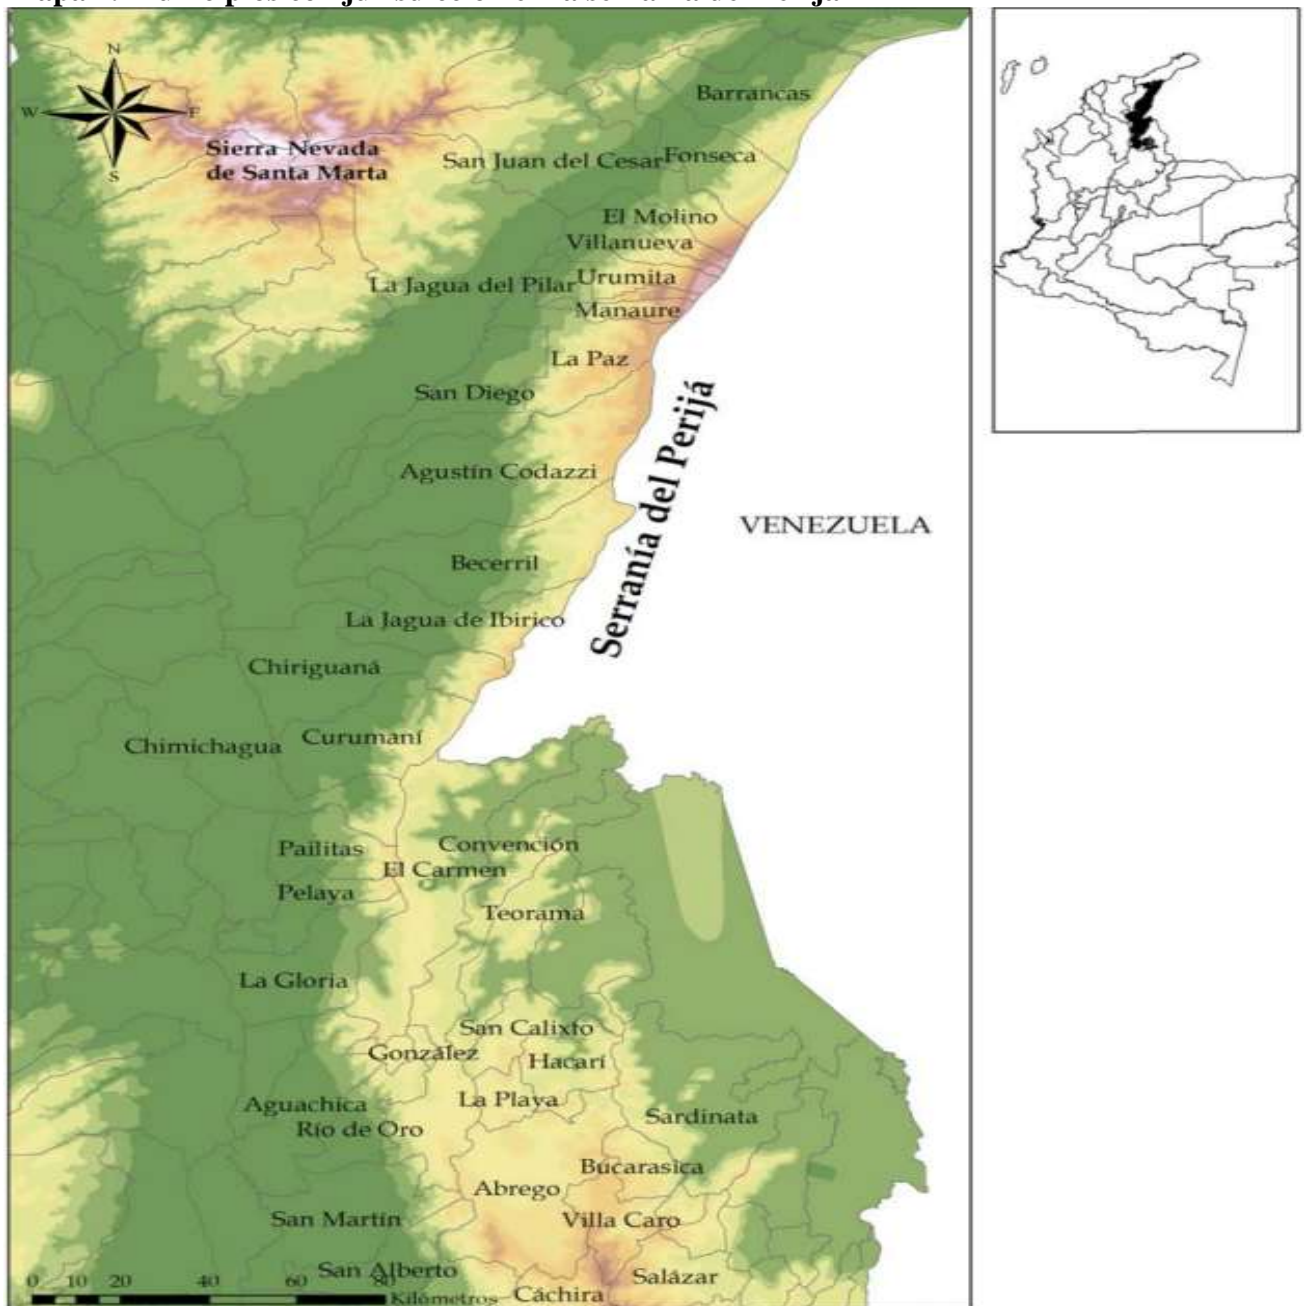 N
W
E
S
Sierra Nevada
de Santa Marta
Barrancas
San Juan del Cesar
Fonseca
El Molino
Villanueva
La Jagua del Pilar
Urumita
Manaure
La Paz
San Diego
Serranía del Perijá
Agustín Codazzi
VENEZUELA
Becerril
La Jagua de Ibirico
Chiriguaná
Chimichagua
Curumaní
Pailitas
Convención
El Carmen
Pelaya
Teorama
La Gloria
San Calixto
González
Hacarí
Aguachica
La Playa
Río de Oro
Sardinata
Bucarasica
Abrego
San Martín
Villa Caro
San Alberto
Salázar
0 10 20 40 60 80
Kilómetros
Cáchira